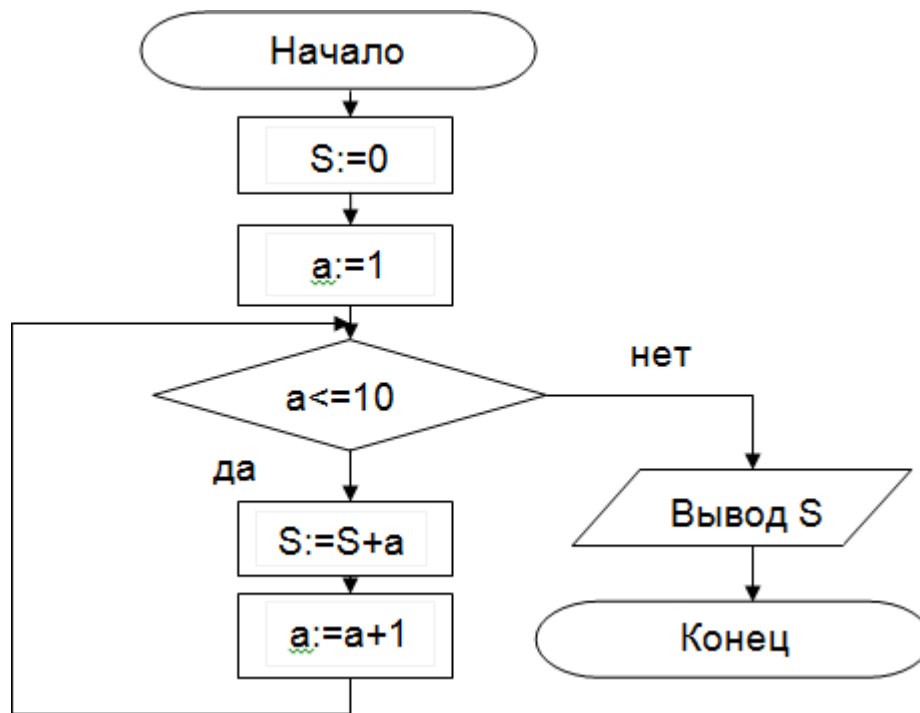 Начало
S:=0
a:=1
a<=10
нет
да
S:=S+a
a:=a+1
Вывод S
Конец